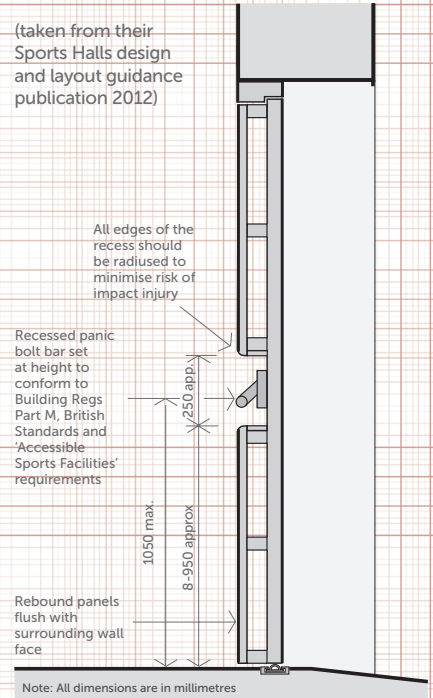 (taken from their
Sports Halls design
and layout guidance
publication 2012)
All edges of the
recess should
be radiused to
minimise risk of
impact injury
Recessed panic
bolt bar set
at height to
conform to
Building Regs
Part M, British
Standards and
‘Accessible
Sports Facilities’
requirements
250 app.
1050 max.
8-950 approx
Rebound panels
flush with
surrounding wall
face
Note: All dimensions are in millimetres